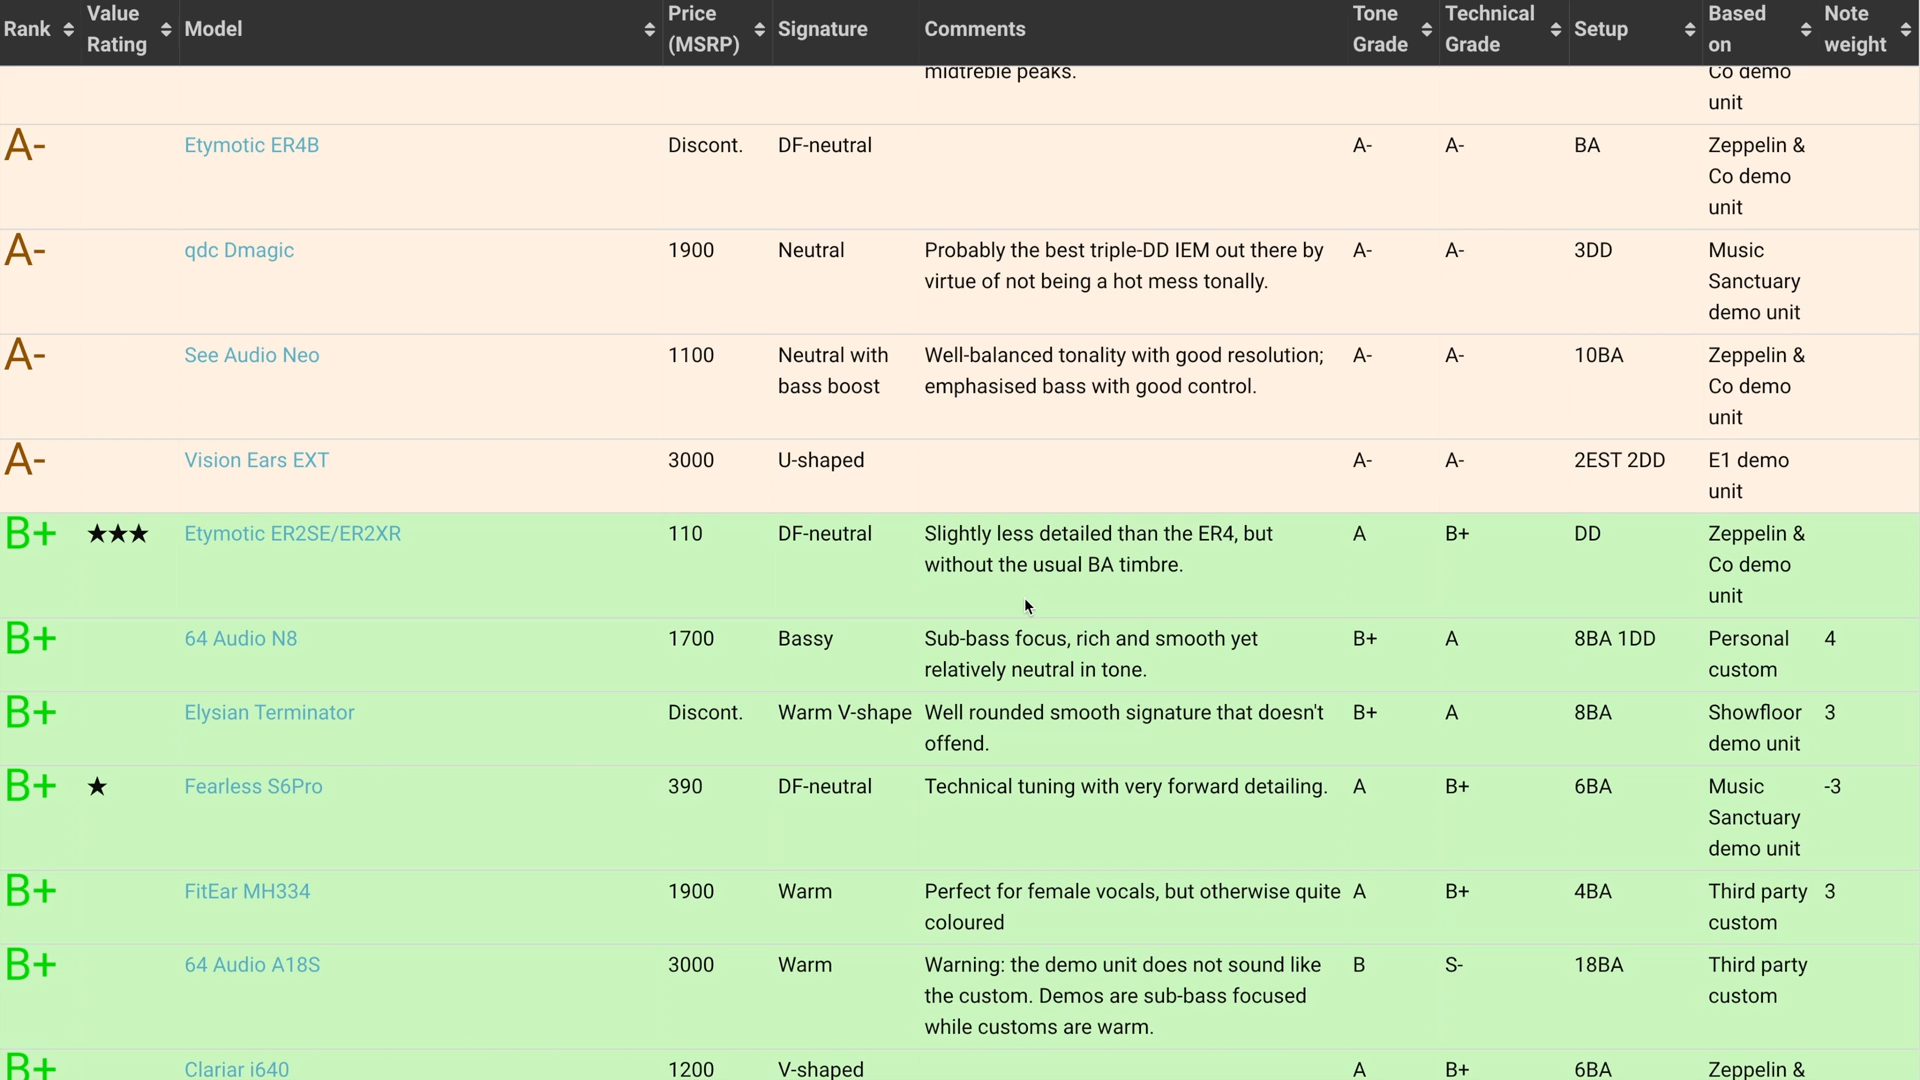 Rank Value Rating Model Price (MSRP) Signature Comments Tone Grade Technical Grade Setup Based on Note weight
midtreble peaks. Co demo
unit
A- Etymotic ER4B Discont. DF-neutral A- A- BA Zeppelin &
Co demo
unit
A- qdc Dmagic 1900 Neutral Probably the best triple-DD IEM out there by A- A- 3DD Music
virtue of not being a hot mess tonally. Sanctuary
demo unit
A- See Audio Neo 1100 Neutral with Well-balanced tonality with good resolution; A- A- 10BA Zeppelin &
bass boost emphasised bass with good control. Co demo
unit
A- Vision Ears EXT 3000 U-shaped A- A- 2EST 2DD E1 demo
unit
B+ ★★★ Etymotic ER2SE/ER2XR 110 DF-neutral Slightly less detailed than the ER4, but A B+ DD Zeppelin &
without the usual BA timbre. Co demo
unit
B+ 64 Audio N8 1700 Bassy Sub-bass focus, rich and smooth yet B+ A 8BA 1DD Personal 4
relatively neutral in tone. custom
B+ Elysian Terminator Discont. Warm V-shape Well rounded smooth signature that doesn't B+ A 8BA Showfloor 3
offend. demo unit
B+ ★ Fearless S6Pro 390 DF-neutral Technical tuning with very forward detailing. A B+ 6BA Music -3
Sanctuary
demo unit
B+ FitEar MH334 1900 Warm Perfect for female vocals, but otherwise quite A B+ 4BA Third party 3
coloured custom
B+ 64 Audio A18S 3000 Warm Warning: the demo unit does not sound like B S- 18BA Third party
the custom. Demos are sub-bass focused custom
while customs are warm.
B+ Clariar i640 1200 V-shaped A B+ 6BA Zeppelin &